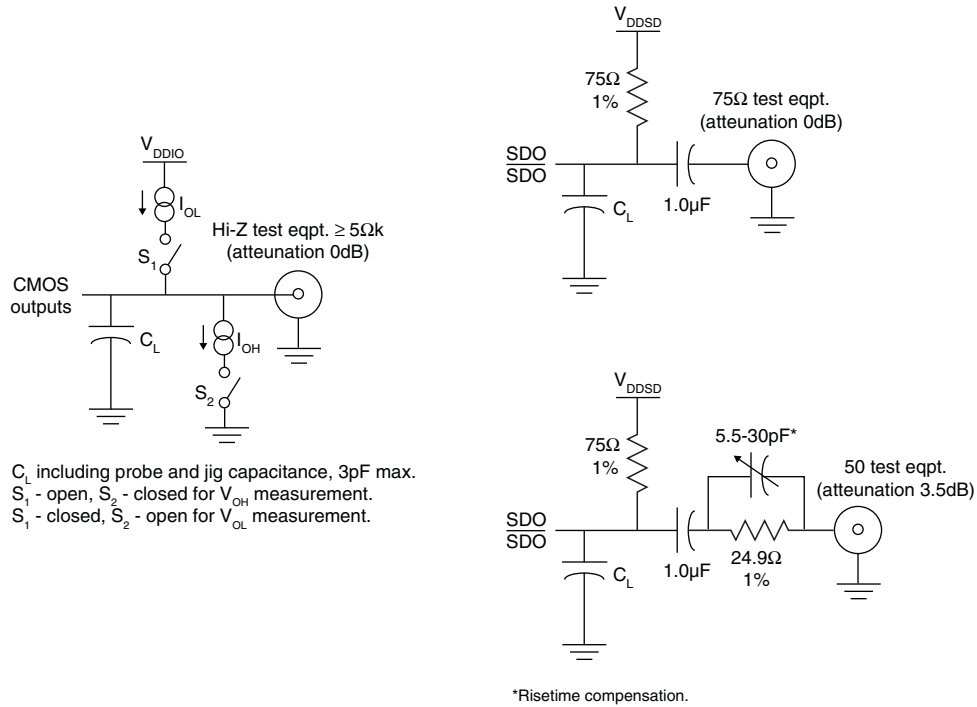 V_DDIO
I_OL
S_1
Hi-Z test eqpt. ≥ 5Ωk
(atteunation 0dB)
CMOS
outputs
C_L
I_OH
S_2
C_L including probe and jig capacitance, 3pF max.
S_1 - open, S_2 - closed for V_OH measurement.
S_1 - closed, S_2 - open for V_OL measurement.
V_DDSD
75Ω
1%
75Ω test eqpt.
(atteunation 0dB)
SDO
SDO
C_L
1.0µF
V_DDSD
75Ω
1%
5.5-30pF*
50 test eqpt.
(atteunation 3.5dB)
SDO
SDO
C_L
1.0µF
24.9Ω
1%
*Risetime compensation.